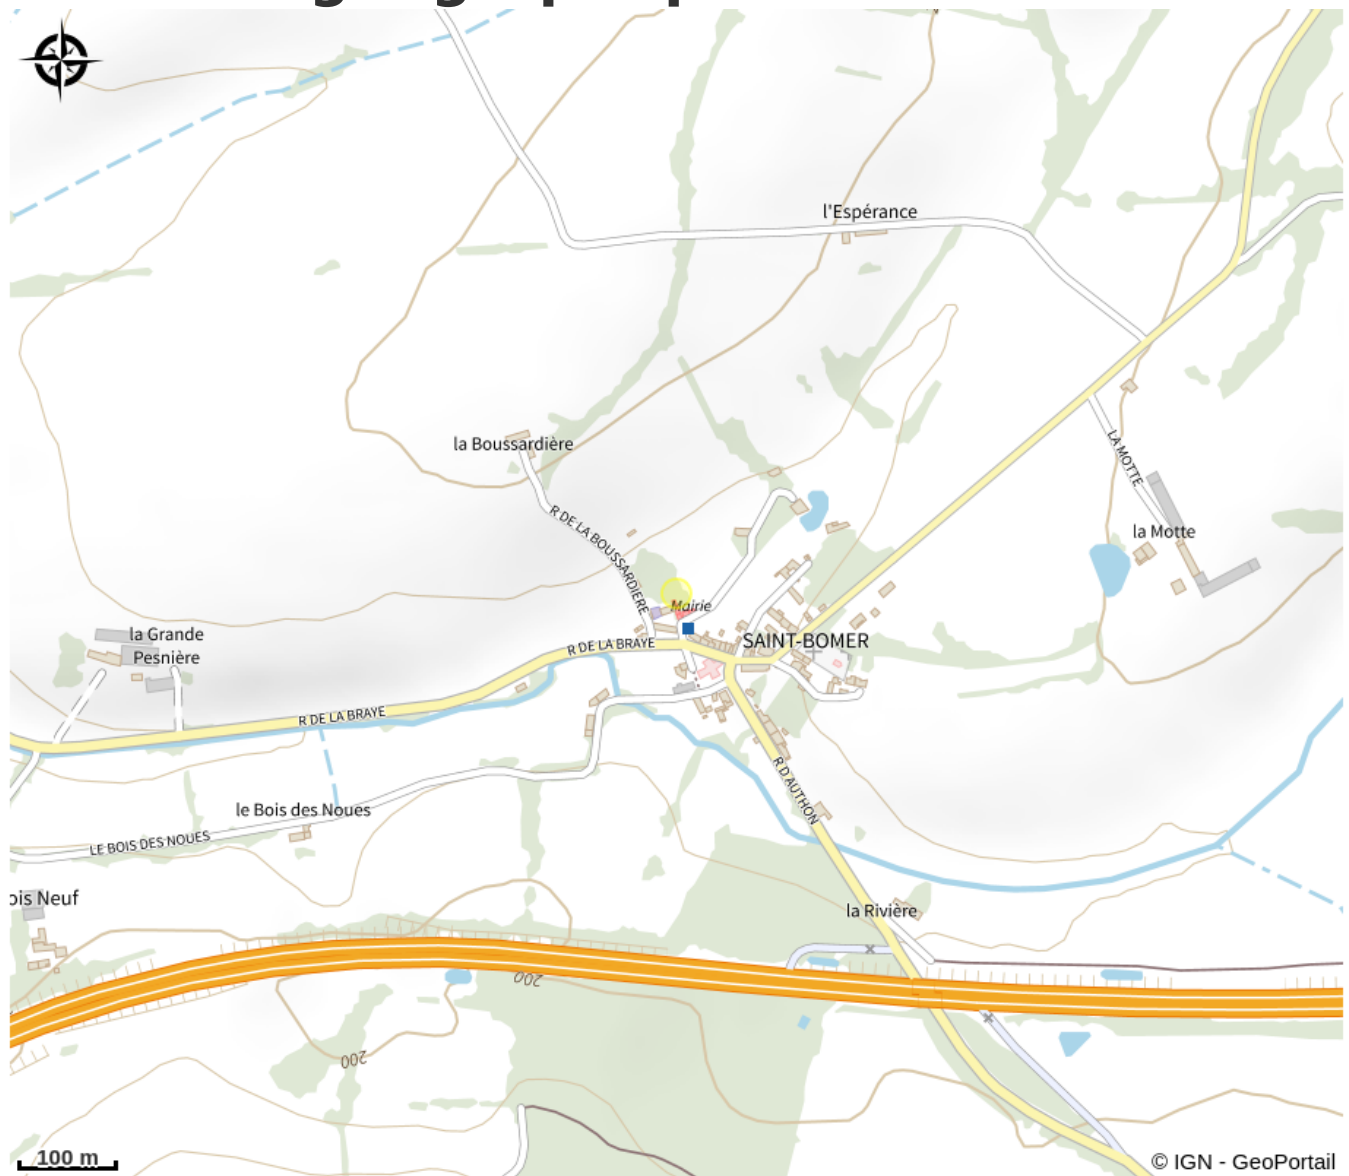 l'Espérance
la Boussardière
LA MOTTE
R DE LA BOUSSARDIERE
la Motte
Mairie
la Grande
Pesnière
R DE LA BRAYE
SAINT-BOMER
R DE LA BRAYE
R D AUTHON
le Bois des Noues
LE BOIS DES NOUES
ois Neuf
la Rivière
200
200
100 m
© IGN - GeoPortail